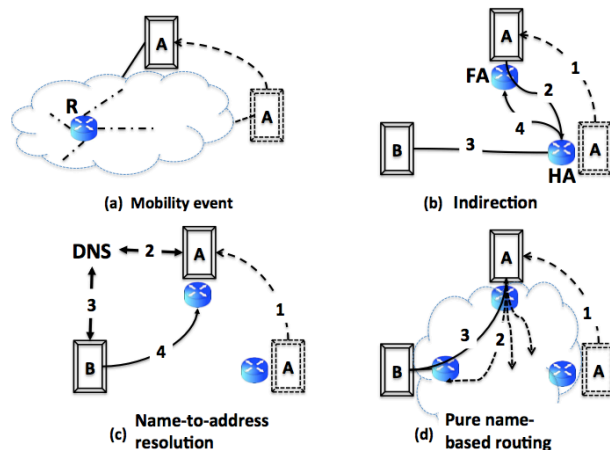 A
R
A
(a) Mobility event
A
FA
1
2
4
B
3
A
HA
(b) Indirection
DNS
2
A
1
3
4
B
A
(c) Name-to-address
resolution
A
1
3
2
B
A
(d) Pure name-
based routing